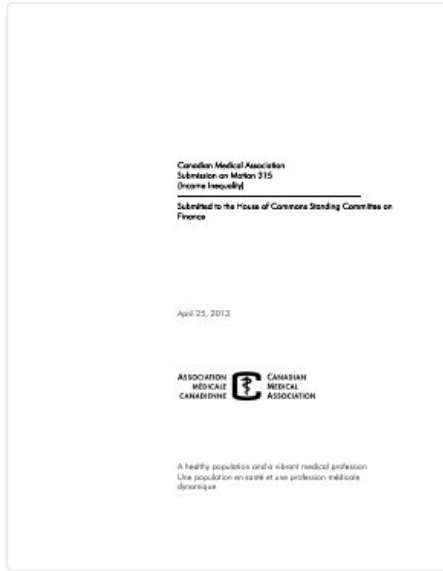 Canadian Medical Association
Submission on Motion 315
(Income Inequality)
Submitted to the House of Commons Standing Committee on
Finance
April 25, 2013
ASSOCIATION
MÉDICALE
CANADIENNE
CANADIAN
MEDICAL
ASSOCIATION
A healthy population and a vibrant medical profession
Une population en santé et une profession médicale
dynamique